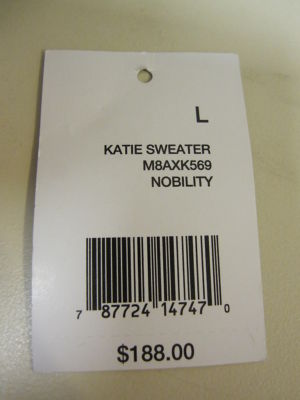 L
KATIE SWEATER
M8AXK569
NOBILITY
7 87724 14747 0
$188.00